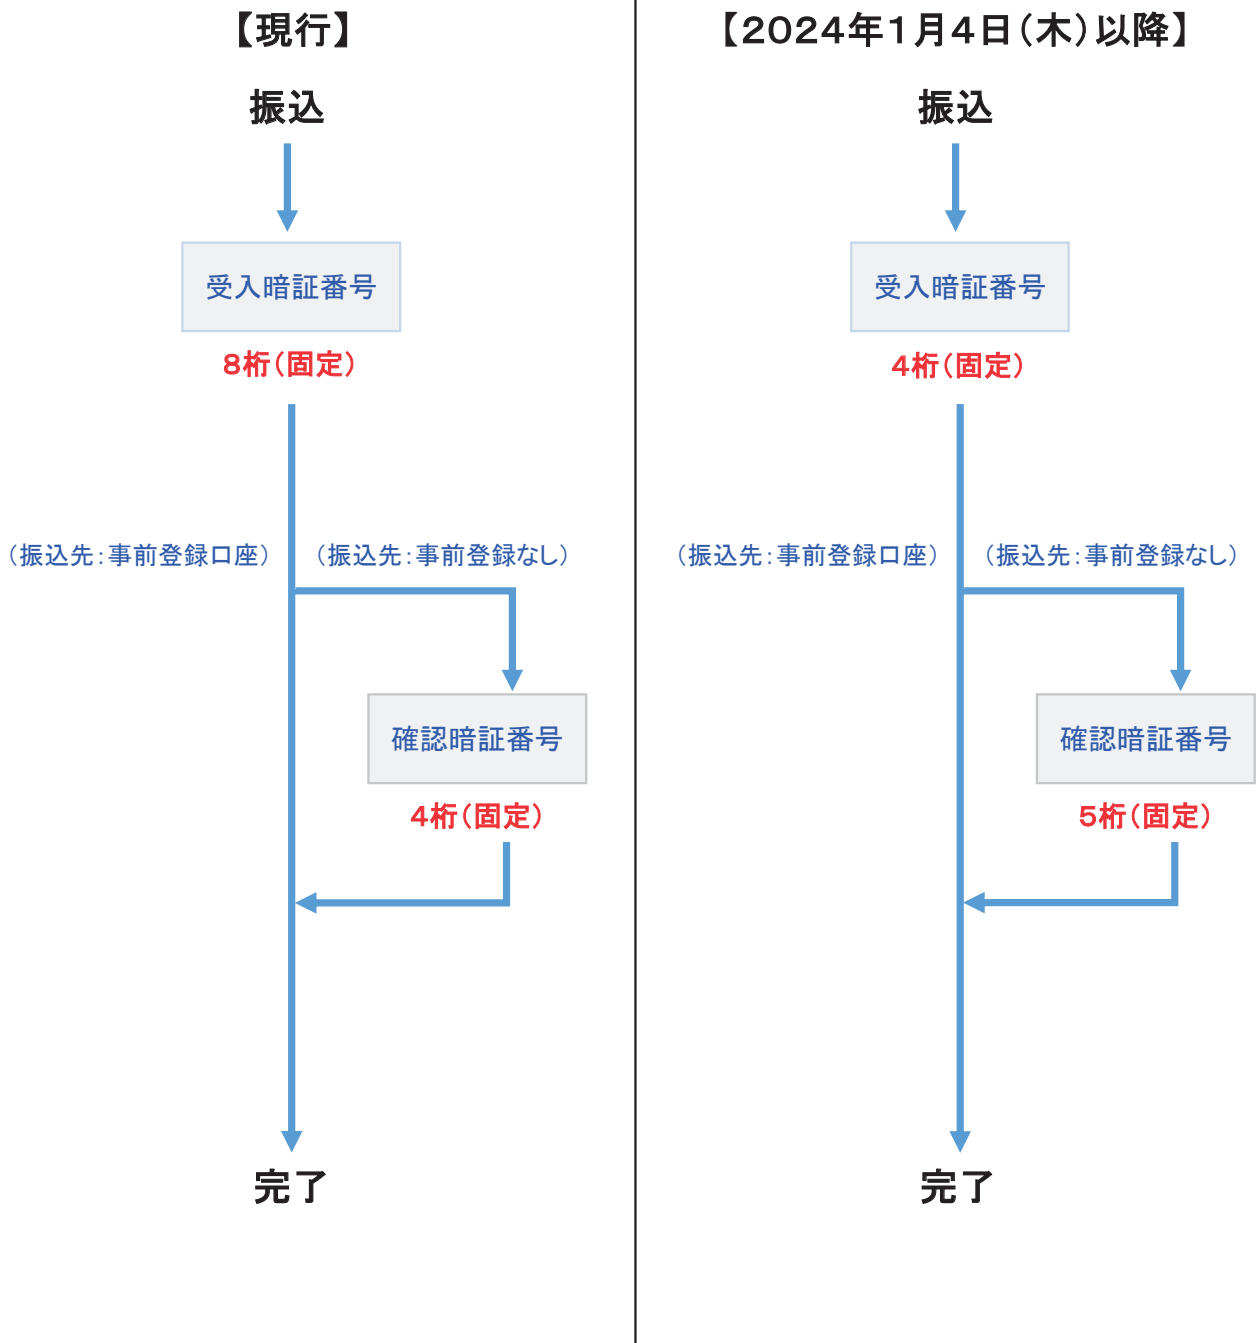 【現行】
振込
受入暗証番号
8桁(固定)
(振込先:事前登録口座)
(振込先:事前登録なし)
確認暗証番号
4桁(固定)
完了
【2024年1月4日(木)以降】
振込
受入暗証番号
4桁(固定)
(振込先:事前登録口座)
(振込先:事前登録なし)
確認暗証番号
5桁(固定)
完了